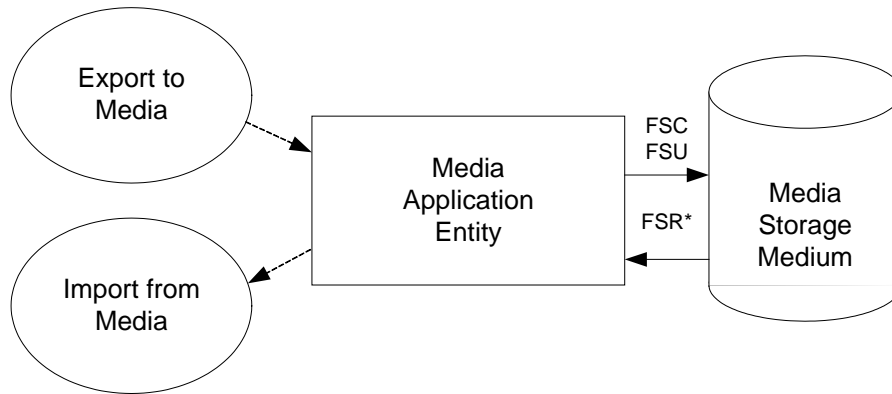 Export to
Media
Import from
Media
Media
Application
Entity
FSC
FSU
FSR*
Media
Storage
Medium